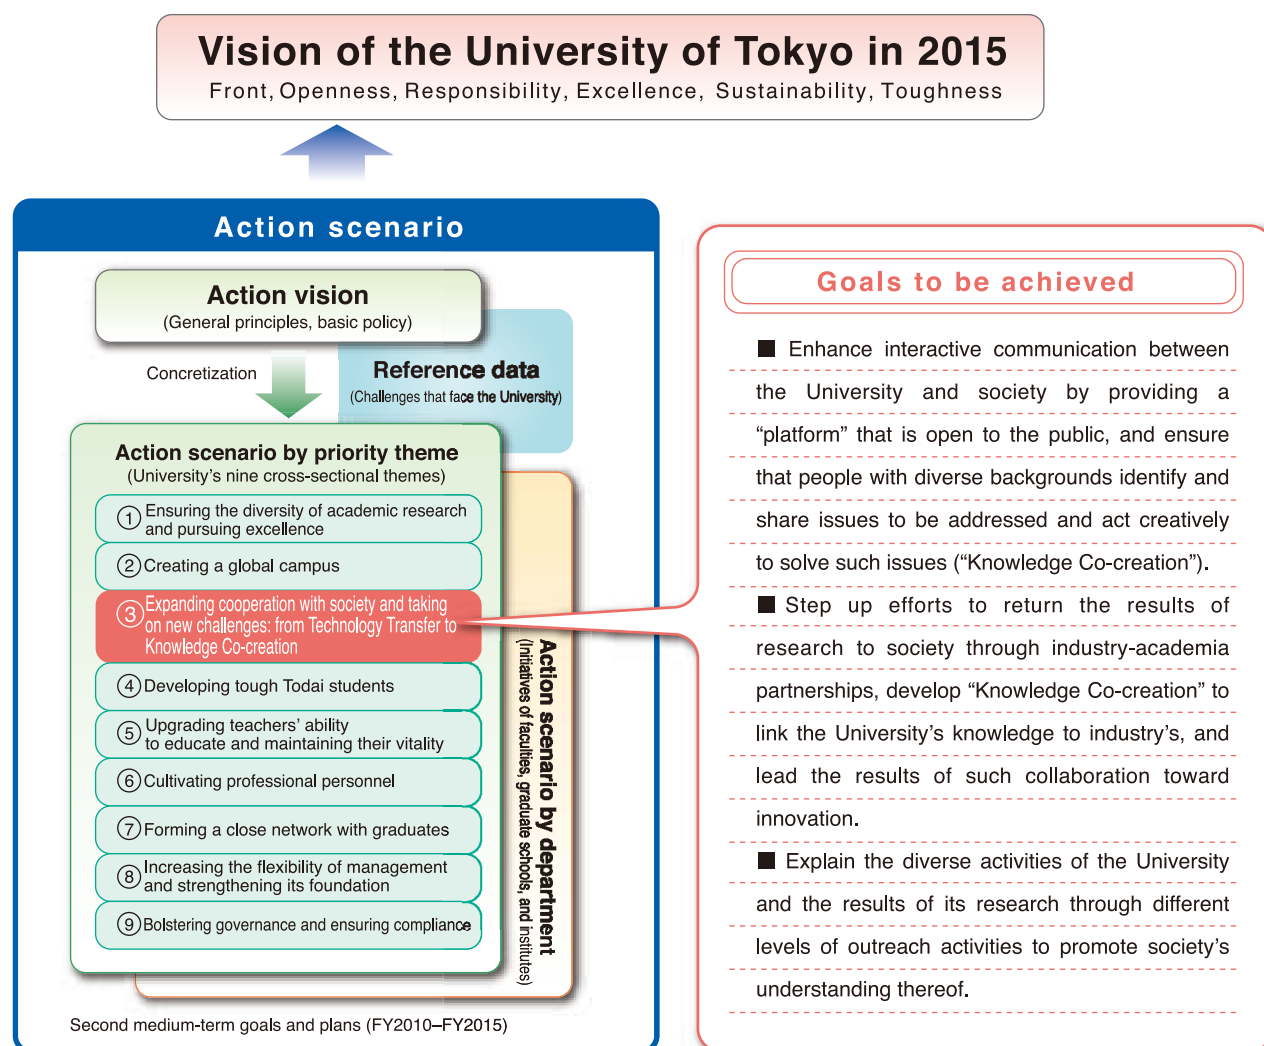 Vision of the University of Tokyo in 2015
Front, Openness, Responsibility, Excellence, Sustainability, Toughness
Action scenario
Action vision
(General principles, basic policy)
Concretization
Reference data
(Challenges that face the University)
Action scenario by priority theme
(University's nine cross-sectional themes)
① Ensuring the diversity of academic research
and pursuing excellence
② Creating a global campus
③ Expanding cooperation with society and taking
on new challenges: from Technology Transfer to
Knowledge Co-creation
④ Developing tough Todai students
⑤ Upgrading teachers' ability
to educate and maintaining their vitality
⑥ Cultivating professional personnel
⑦ Forming a close network with graduates
⑧ Increasing the flexibility of management
and strengthening its foundation
⑨ Bolstering governance and ensuring compliance
Action scenario by department
(Initiatives of faculties, graduate schools, and institutes)
Second medium-term goals and plans (FY2010–FY2015)
Goals to be achieved
■ Enhance interactive communication between
the University and society by providing a
“platform” that is open to the public, and ensure
that people with diverse backgrounds identify and
share issues to be addressed and act creatively
to solve such issues (“Knowledge Co-creation”).
■ Step up efforts to return the results of
research to society through industry-academia
partnerships, develop “Knowledge Co-creation” to
link the University's knowledge to industry's, and
lead the results of such collaboration toward
innovation.
■ Explain the diverse activities of the University
and the results of its research through different
levels of outreach activities to promote society's
understanding thereof.